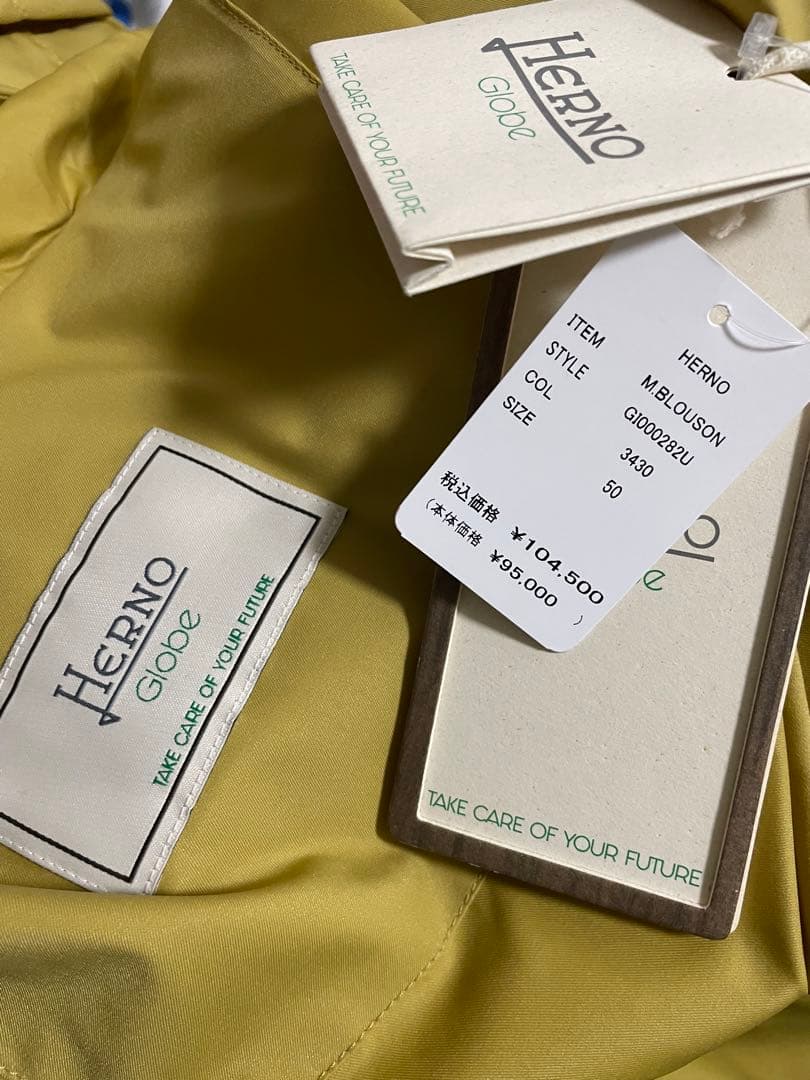 HERNO
Globe
TAKE CARE OF YOUR FUTURE
HERNO
ITEM M.BLOUSON
STYLE GI000282U
COL 3430
SIZE 50
税込価格 ¥104,500
(本体価格 ¥95,000 )
HERNO
Globe
TAKE CARE OF YOUR FUTURE
TAKE CARE OF YOUR FUTURE